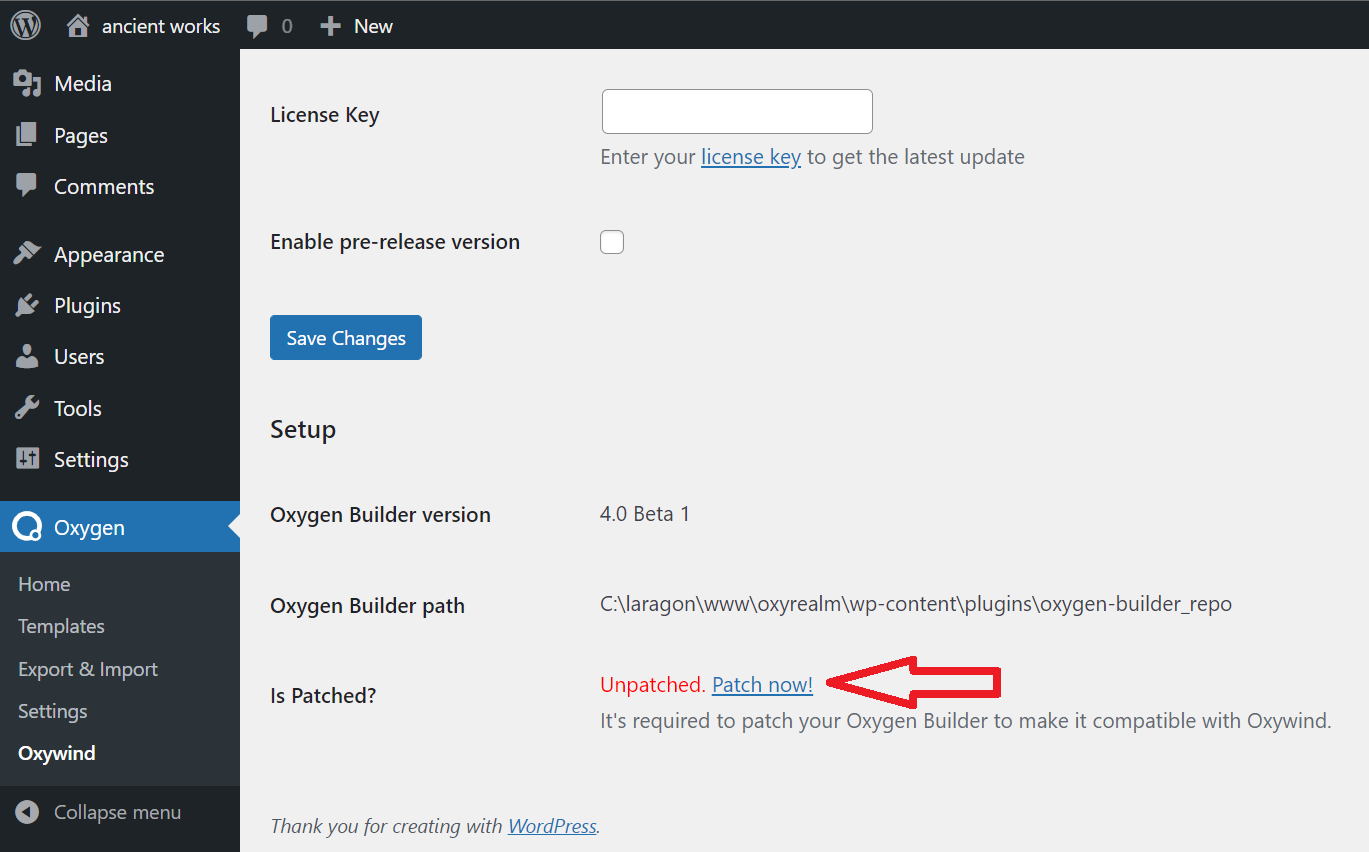 ancient works 0 New
Media
Pages
Comments
Appearance
Plugins
Users
Tools
Settings
Oxygen
Home
Templates
Export & Import
Settings
Oxywind
Collapse menu
License Key
Enter your license key to get the latest update
Enable pre-release version
Save Changes
Setup
Oxygen Builder version 4.0 Beta 1
Oxygen Builder path C:\laragon\www\oxyrealm\wp-content\plugins\oxygen-builder_repo
Is Patched? Unpatched. Patch now!
It's required to patch your Oxygen Builder to make it compatible with Oxywind.
Thank you for creating with WordPress.